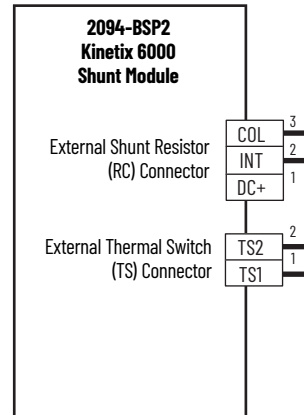 2094-BSP2
Kinetix 6000
Shunt Module
External Shunt Resistor
(RC) Connector
COL 3
INT 2
DC+ 1
External Thermal Switch
(TS) Connector
TS2 2
TS1 1